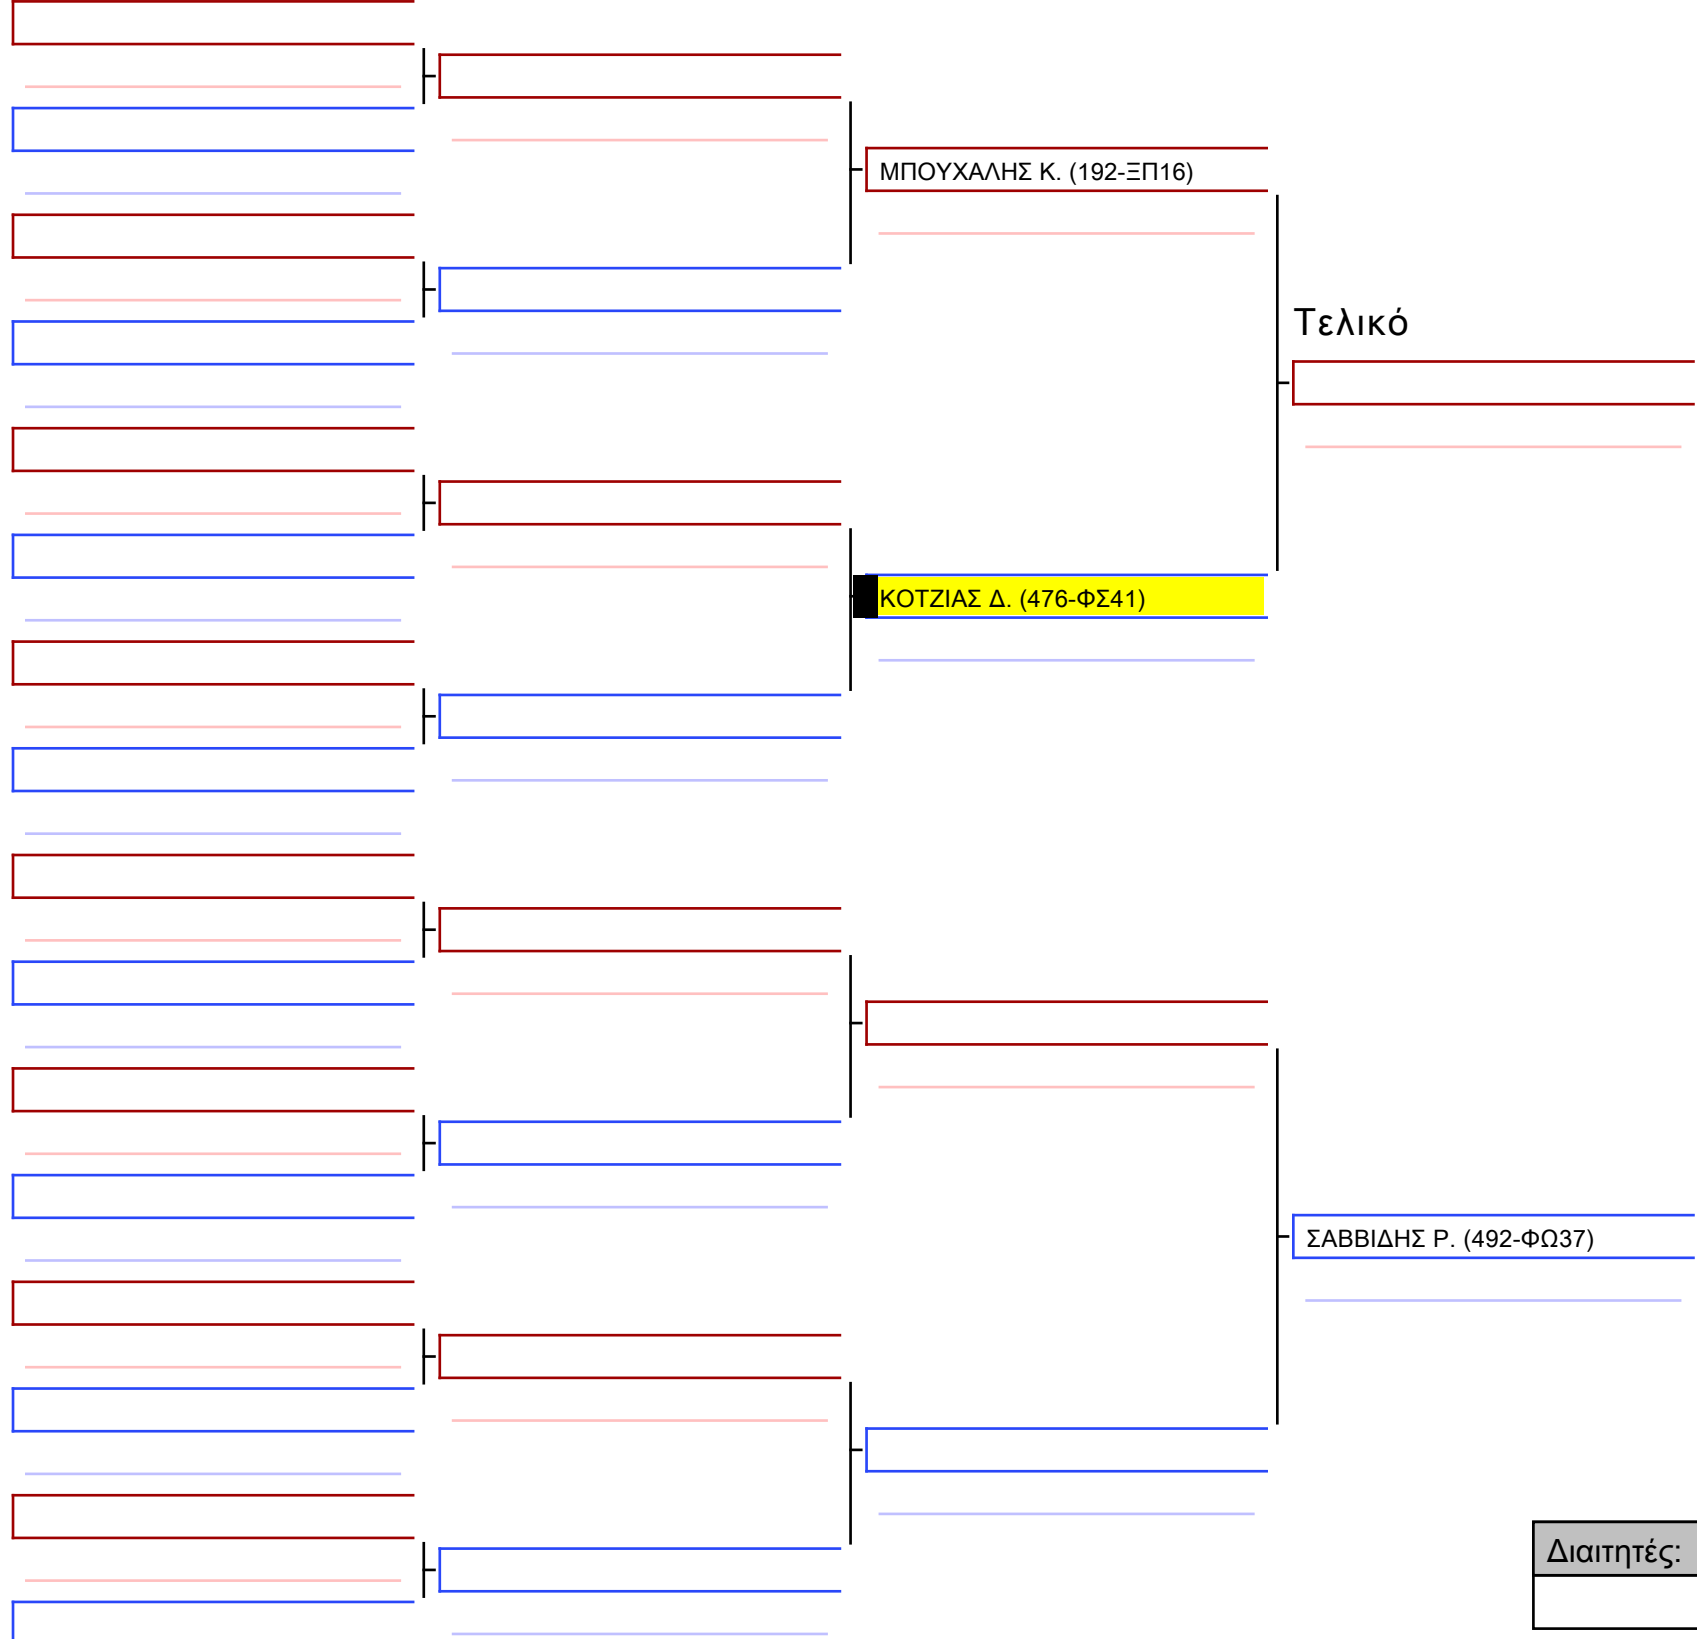 ΜΠΟΥΧΑΛΗΣ Κ. (192-ΞΠ16)
Τελικό
ΚΟΤΖΙΑΣ Δ. (476-ΦΣ41)
ΣΑΒΒΙΔΗΣ Ρ. (492-ΦΩ37)
Διαιτητές: